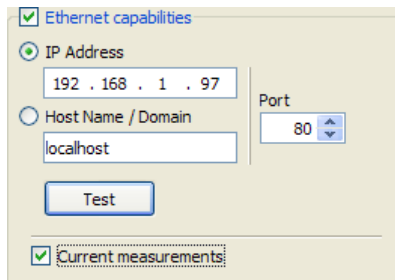 Ethernet capabilities
IP Address
192 . 168 . 1 . 97
Port
Host Name / Domain
80
localhost
Test
Current measurements